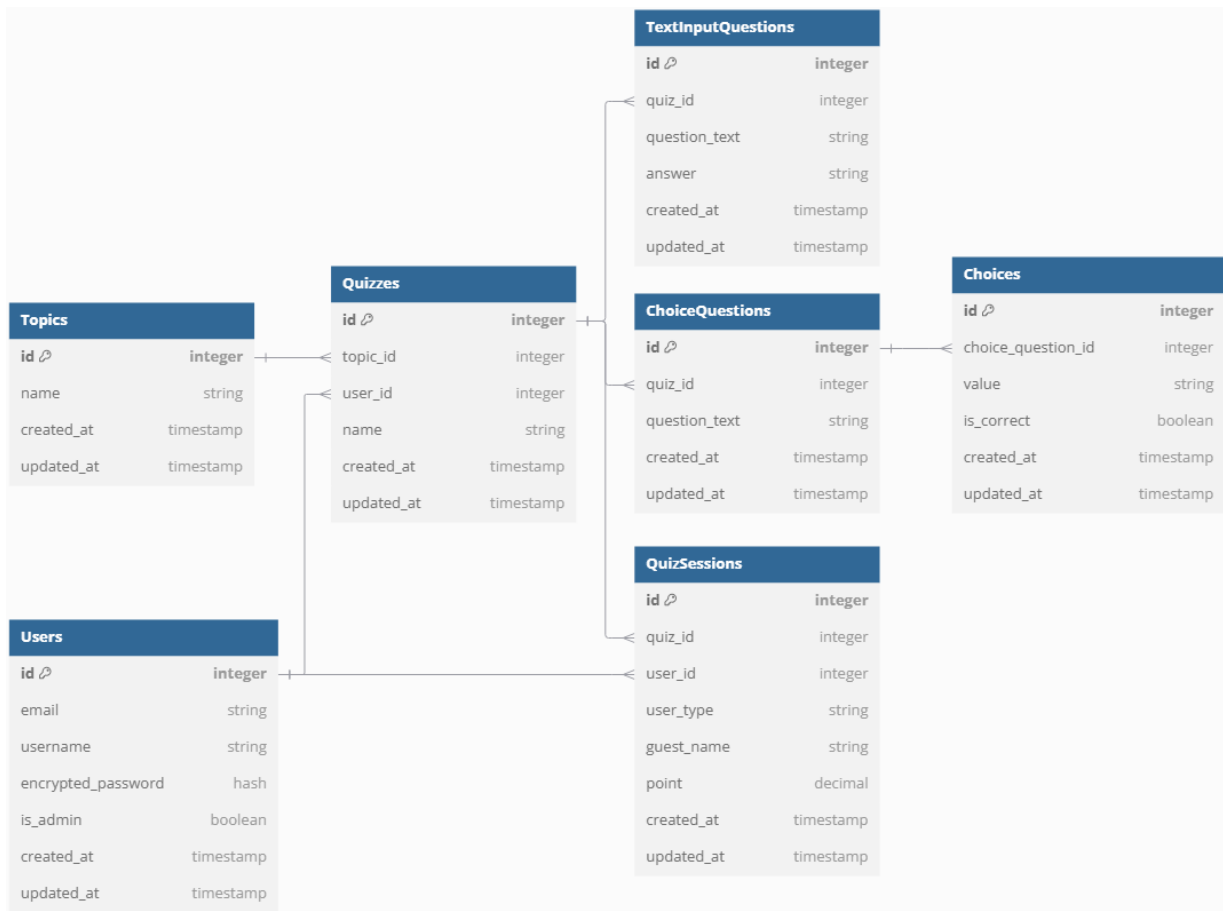 TextInputQuestions
id integer
quiz_id integer
question_text string
answer string
created_at timestamp
updated_at timestamp
Quizzes
id integer
topic_id integer
user_id integer
name string
created_at timestamp
updated_at timestamp
Topics
id integer
name string
created_at timestamp
updated_at timestamp
ChoiceQuestions
id integer
quiz_id integer
question_text string
created_at timestamp
updated_at timestamp
Choices
id integer
choice_question_id integer
value string
is_correct boolean
created_at timestamp
updated_at timestamp
Users
id integer
email string
username string
encrypted_password hash
is_admin boolean
created_at timestamp
updated_at timestamp
QuizSessions
id integer
quiz_id integer
user_id integer
user_type string
guest_name string
point decimal
created_at timestamp
updated_at timestamp